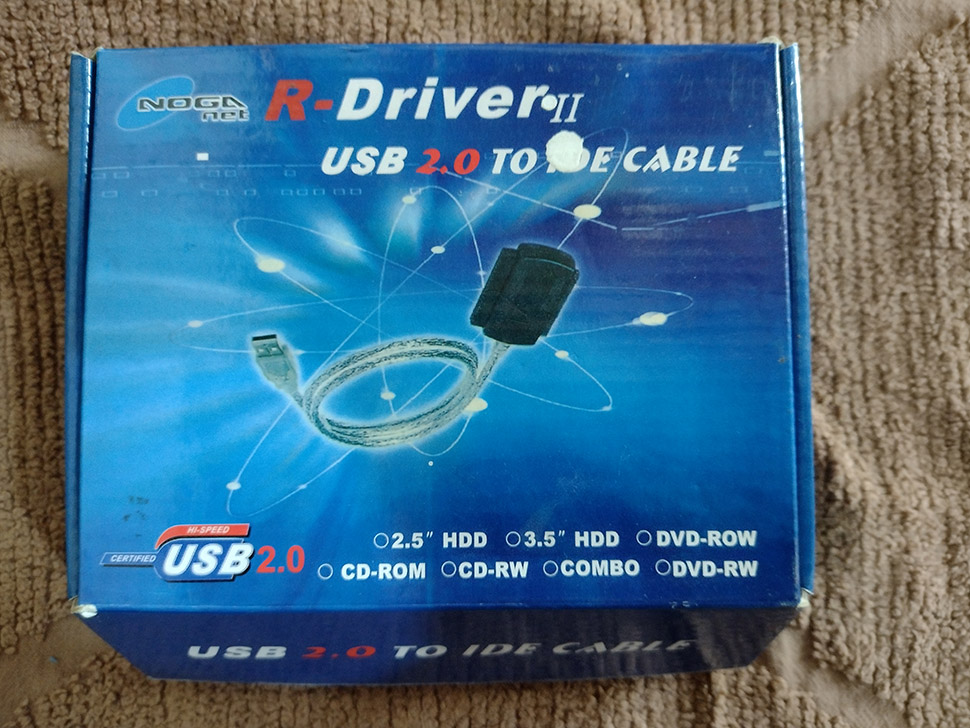 NOGA
net
R-Driver II
USB 2.0 TO IDE CABLE
HI-SPEED
CERTIFIED
USB 2.0
2.5" HDD 3.5" HDD DVD-ROW
CD-ROM CD-RW COMBO DVD-RW
USB 2.0 TO IDE CABLE